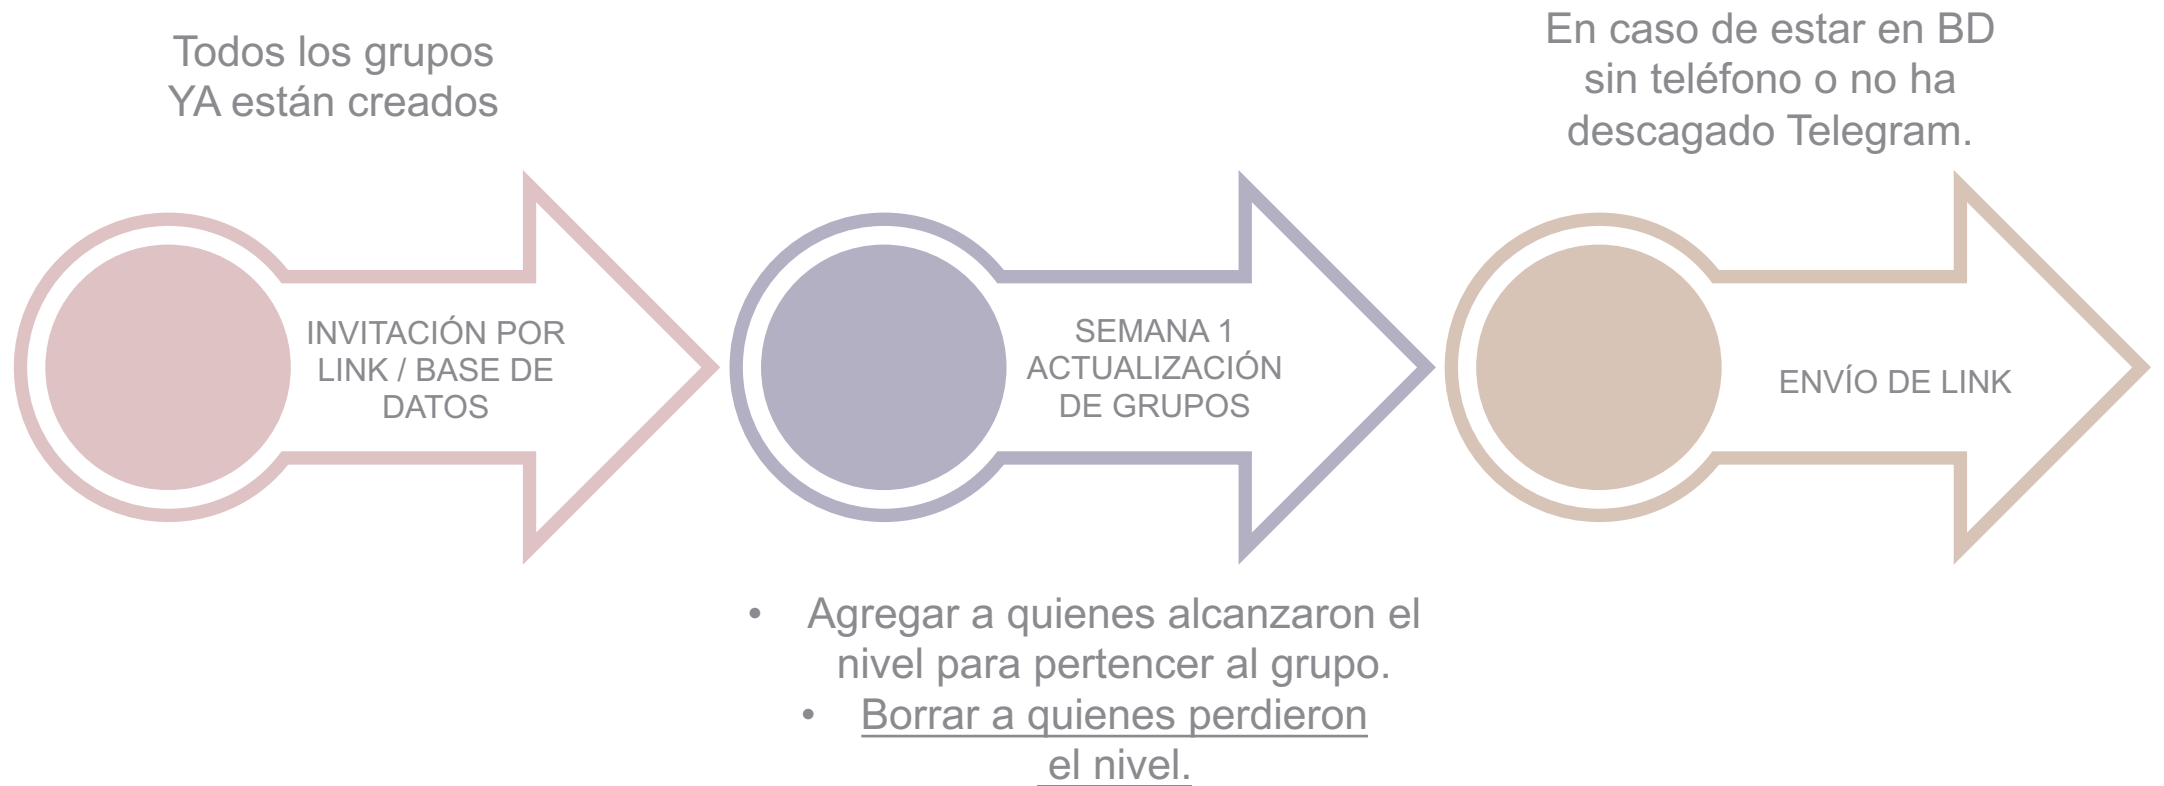 Todos los grupos
YA están creados
INVITACIÓN POR
LINK / BASE DE
DATOS
SEMANA 1
ACTUALIZACIÓN
DE GRUPOS
• Agregar a quienes alcanzaron el
nivel para pertencer al grupo.
• Borrar a quienes perdieron
el nivel.
En caso de estar en BD
sin teléfono o no ha
descagado Telegram.
ENVÍO DE LINK